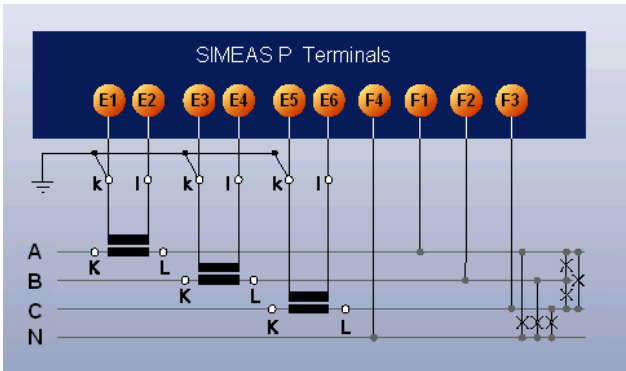 SIMEAS P Terminals
E1 E2 E3 E4 E5 E6 F4 F1 F2 F3
k l k l k l
A
K L
B
K L
C
K L
N